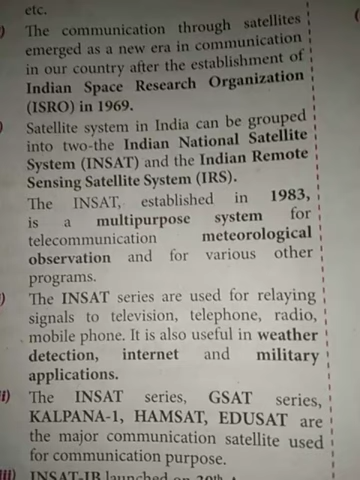 etc.
The communication through satellites
emerged as a new era in communication
in our country after the establishment of
Indian Space Research Organization
(ISRO) in 1969.
Satellite system in India can be grouped
into two-the Indian National Satellite
System (INSAT) and the Indian Remote
Sensing Satellite System (IRS).
The INSAT, established in 1983,
is a multipurpose system for
telecommunication meteorological
observation and for various other
programs.
The INSAT series are used for relaying
signals to television, telephone, radio,
mobile phone. It is also useful in weather
detection, internet and military
applications.
The INSAT series, GSAT series,
KALPANA-1, HAMSAT, EDUSAT are
the major communication satellite used
for communication purpose.
INSAT-IB launched on